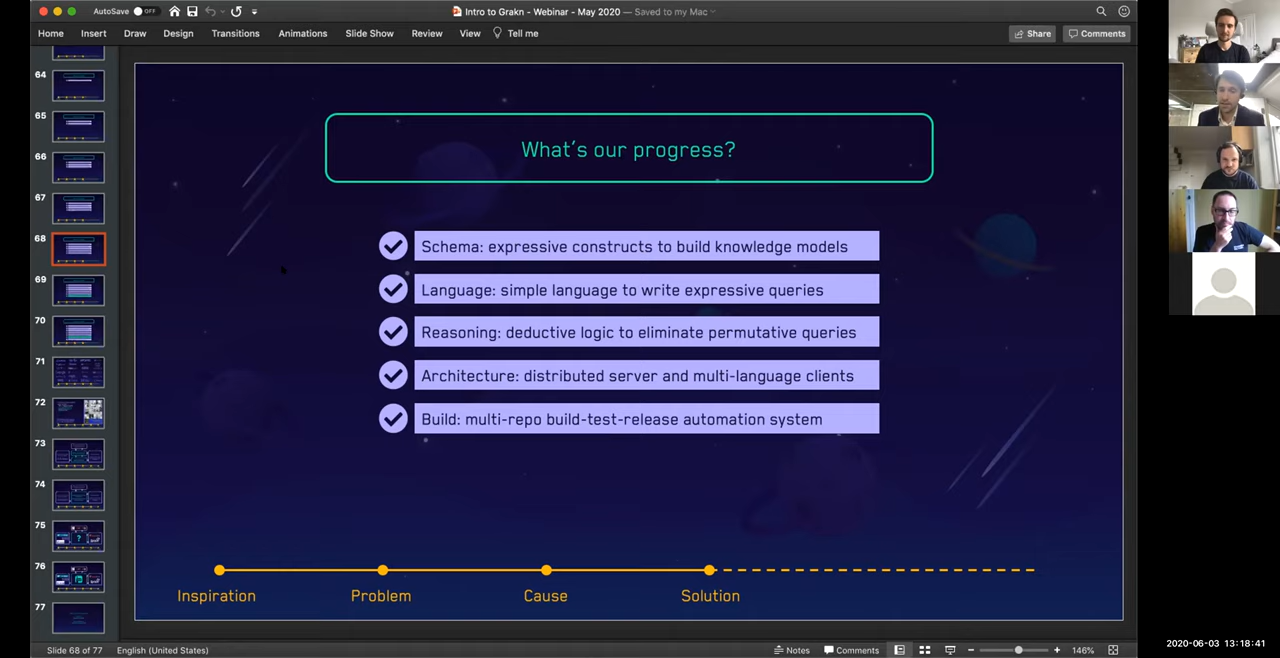 AutoSave OFF
Intro to Grakn - Webinar - May 2020 — Saved to my Mac
Home Insert Draw Design Transitions Animations Slide Show Review View Tell me
Share Comments
64
65
66
67
68
69
70
71
72
73
74
75
76
77
What's our progress?
Schema: expressive constructs to build knowledge models
Language: simple language to write expressive queries
Reasoning: deductive logic to eliminate permutative queries
Architecture: distributed server and multi-language clients
Build: multi-repo build-test-release automation system
Inspiration Problem Cause Solution
Slide 68 of 77 English (United States) Notes Comments 146%
2020-06-03 13:18:41